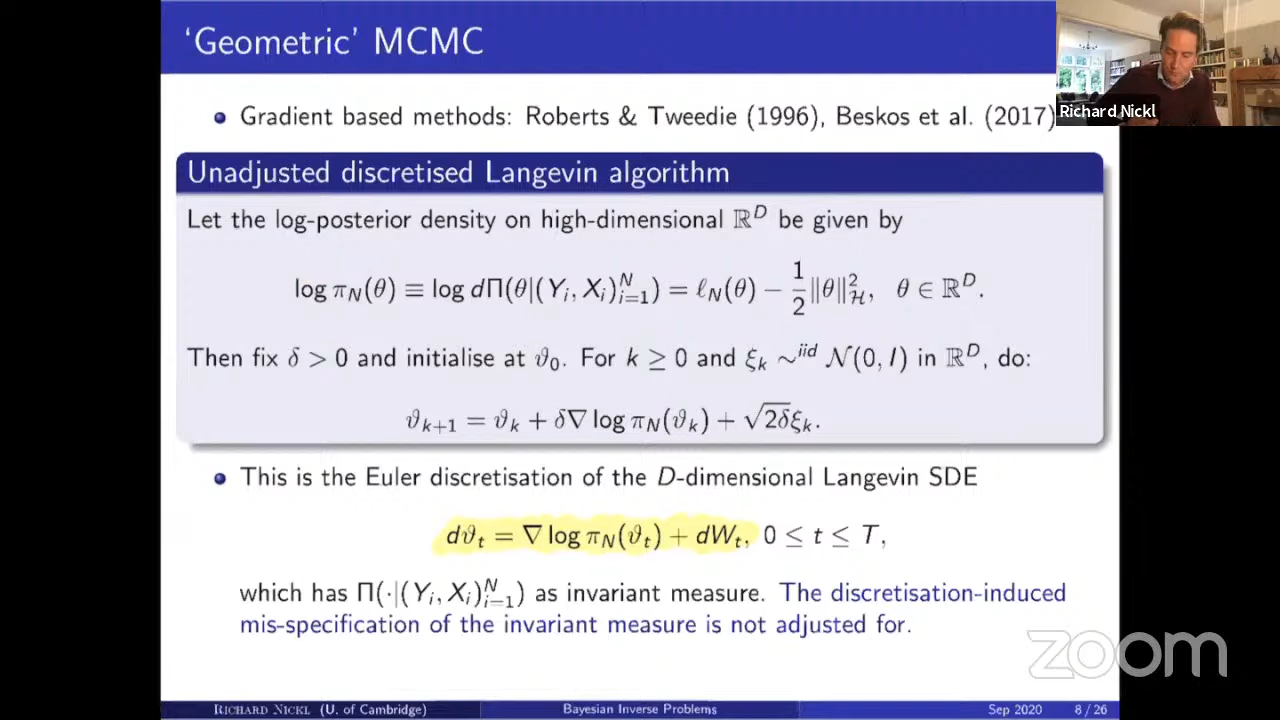 ‘Geometric’ MCMC
Richard Nickl
• Gradient based methods: Roberts & Tweedie (1996), Beskos et al. (2017)
Unadjusted discretised Langevin algorithm
Let the log-posterior density on high-dimensional ℝ^D be given by
log π_N(θ) ≡ log dΠ(θ|(Y_i, X_i)_{i=1}^N) = ℓ_N(θ) − 1/2 ‖θ‖²_ℋ, θ ∈ ℝ^D.
Then fix δ > 0 and initialise at ϑ_0. For k ≥ 0 and ξ_k ∼^{iid} 𝒩(0, I) in ℝ^D, do:
ϑ_{k+1} = ϑ_k + δ∇ log π_N(ϑ_k) + √2δ ξ_k.
• This is the Euler discretisation of the D-dimensional Langevin SDE
dϑ_t = ∇ log π_N(ϑ_t) + dW_t, 0 ≤ t ≤ T,
which has Π(·|(Y_i, X_i)_{i=1}^N) as invariant measure. The discretisation-induced
mis-specification of the invariant measure is not adjusted for.
zoom
Richard Nickl (U. of Cambridge) Bayesian Inverse Problems Sep 2020 8 / 26